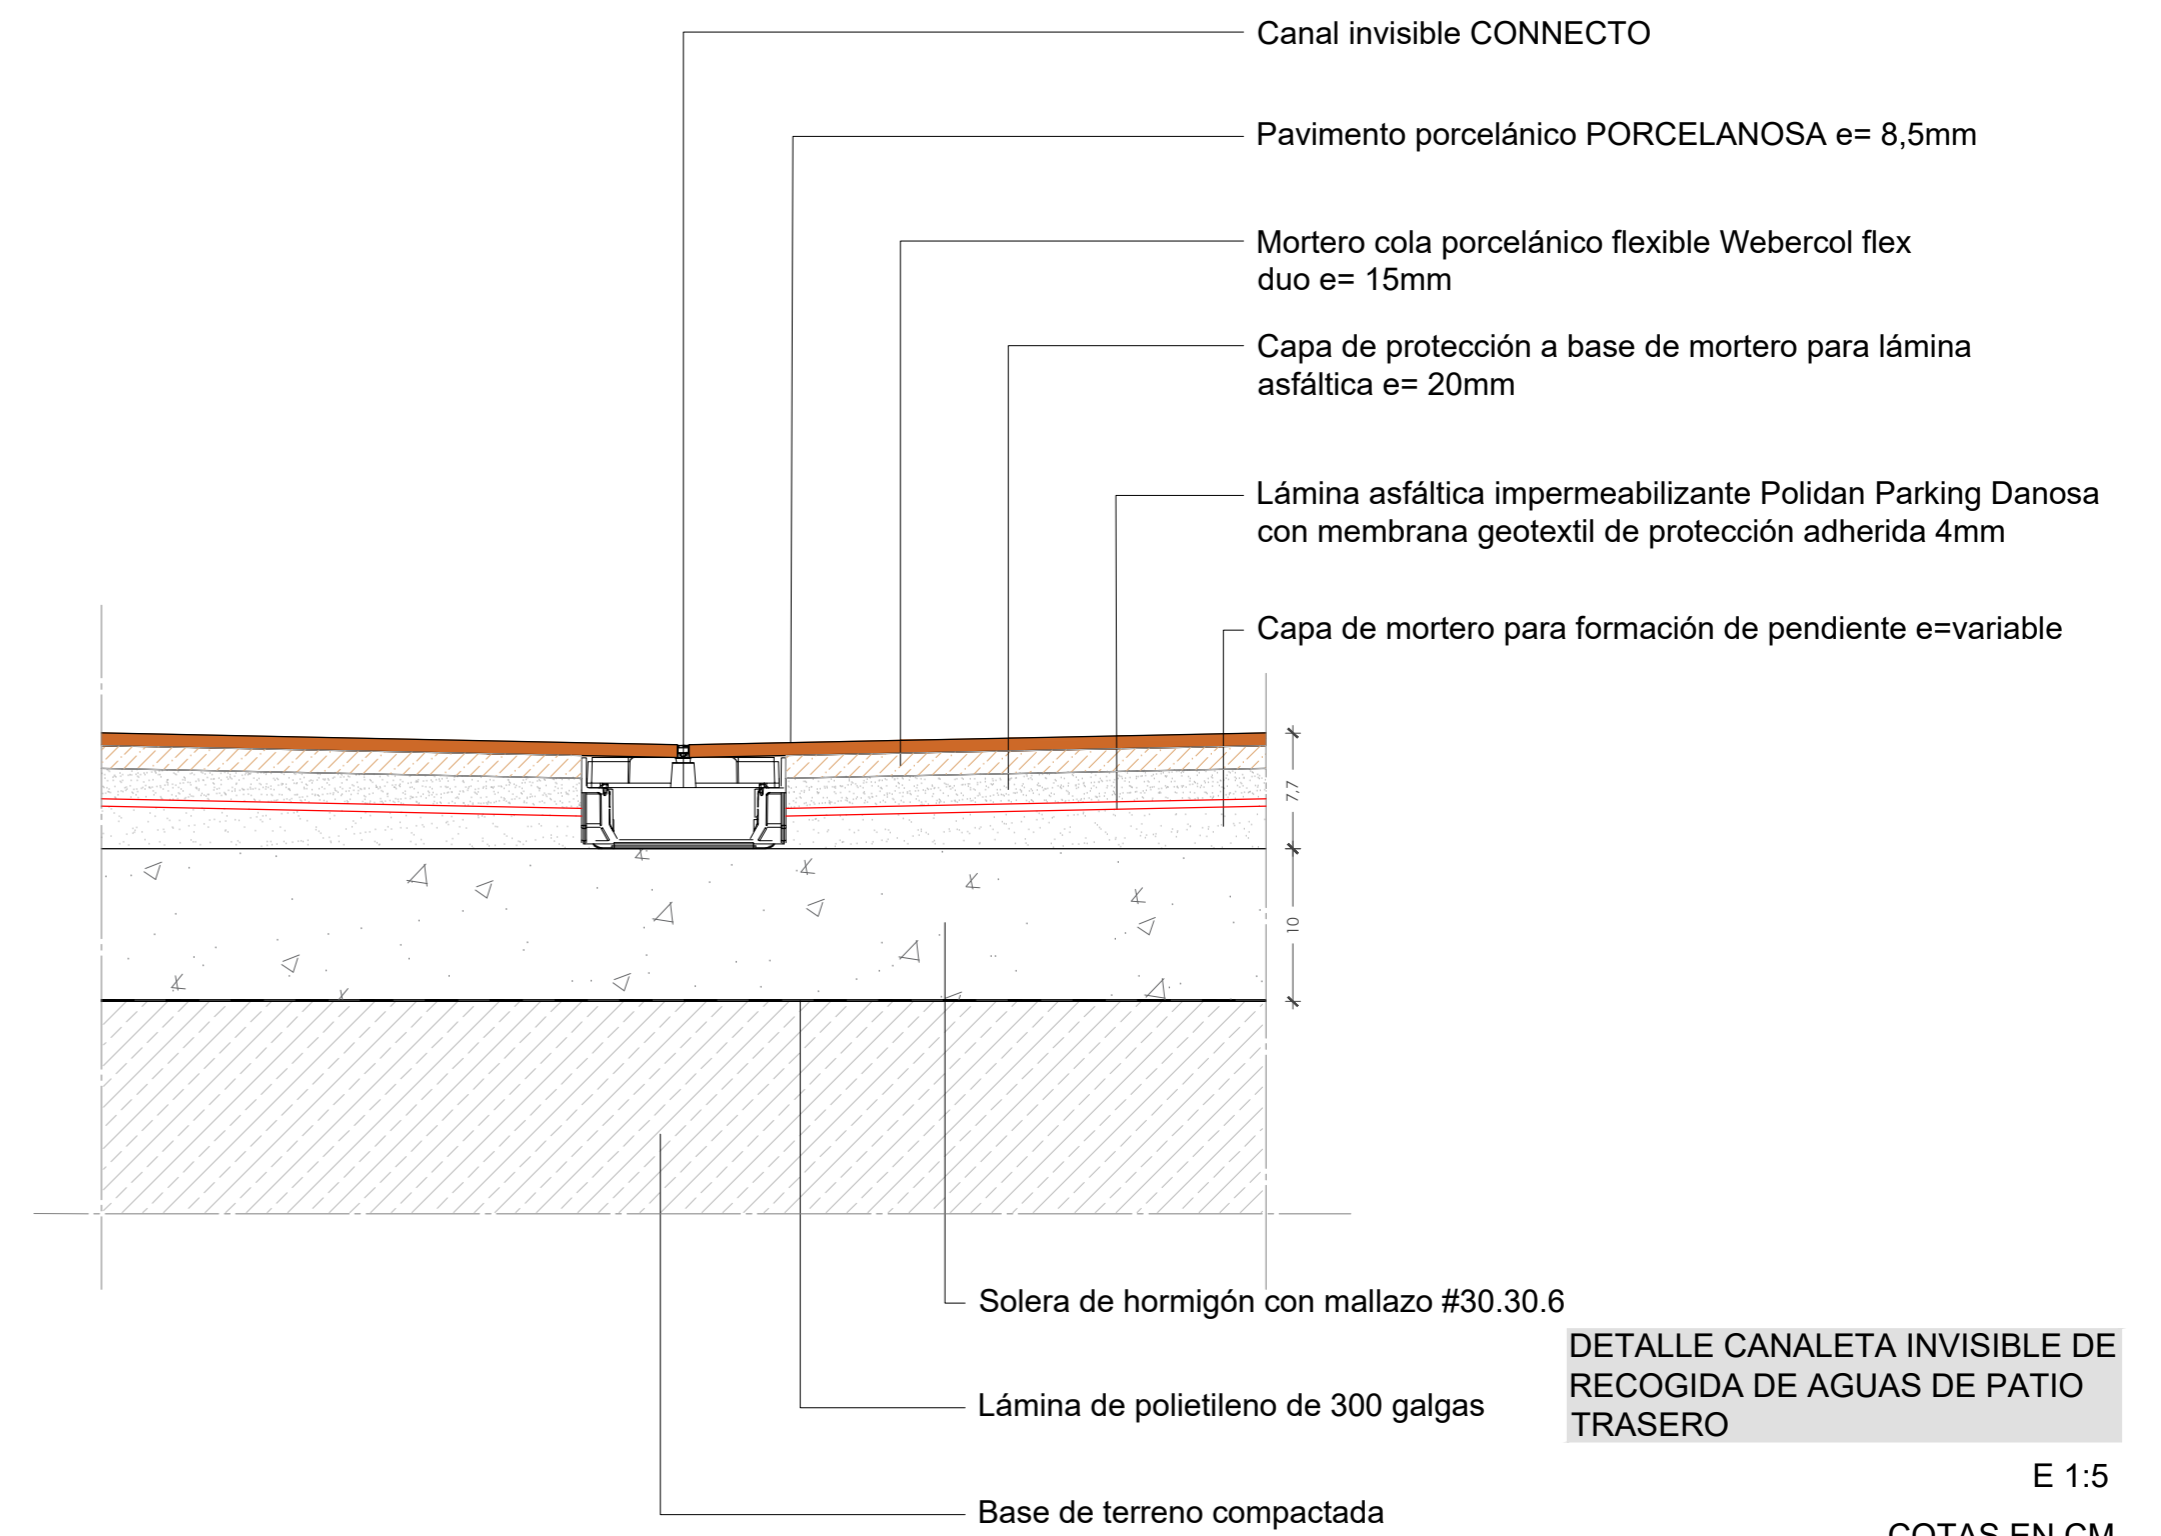 Canal invisible CONNECTO
Pavimento porcelánico PORCELANOSA e= 8,5mm
Mortero cola porcelánico flexible Webercol flex
duo e= 15mm
Capa de protección a base de mortero para lámina
asfáltica e= 20mm
Lámina asfáltica impermeabilizante Polidan Parking Danosa
con membrana geotextil de protección adherida 4mm
Capa de mortero para formación de pendiente e=variable
7,7
10
Solera de hormigón con mallazo #30.30.6
Lámina de polietileno de 300 galgas
Base de terreno compactada
DETALLE CANALETA INVISIBLE DE
RECOGIDA DE AGUAS DE PATIO
TRASERO
E 1:5
COTAS EN CM